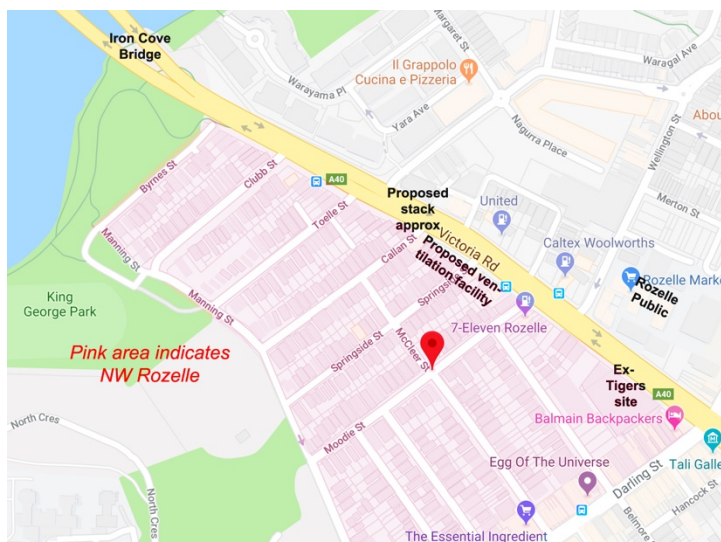 Iron Cove
Bridge
Margaret St
Waragal Ave
Il Grappolo
Cucina e Pizzeria
Warayama Pl
Yara Ave
Nagurra Place
Wellington St
Abou
Byrnes St
Clubb St
A40
Toelle St
Proposed
stack
approx
United
Merton St
Victoria Rd
Caltex Woolworths
Manning St
Callan St
Proposed ven-
tilation facility
Rozelle Marke
Rozelle
Public
King
George Park
Manning St
Springside
7-Eleven Rozelle
Pink area indicates
NW Rozelle
Springside St
McCleer St
Ex-
Tigers
site
A40
North Cres
Balmain Backpackers
Moodie St
Tali Galle
Egg Of The Universe
Darling St
Hancock St
North Cres
Belmore
The Essential Ingredient